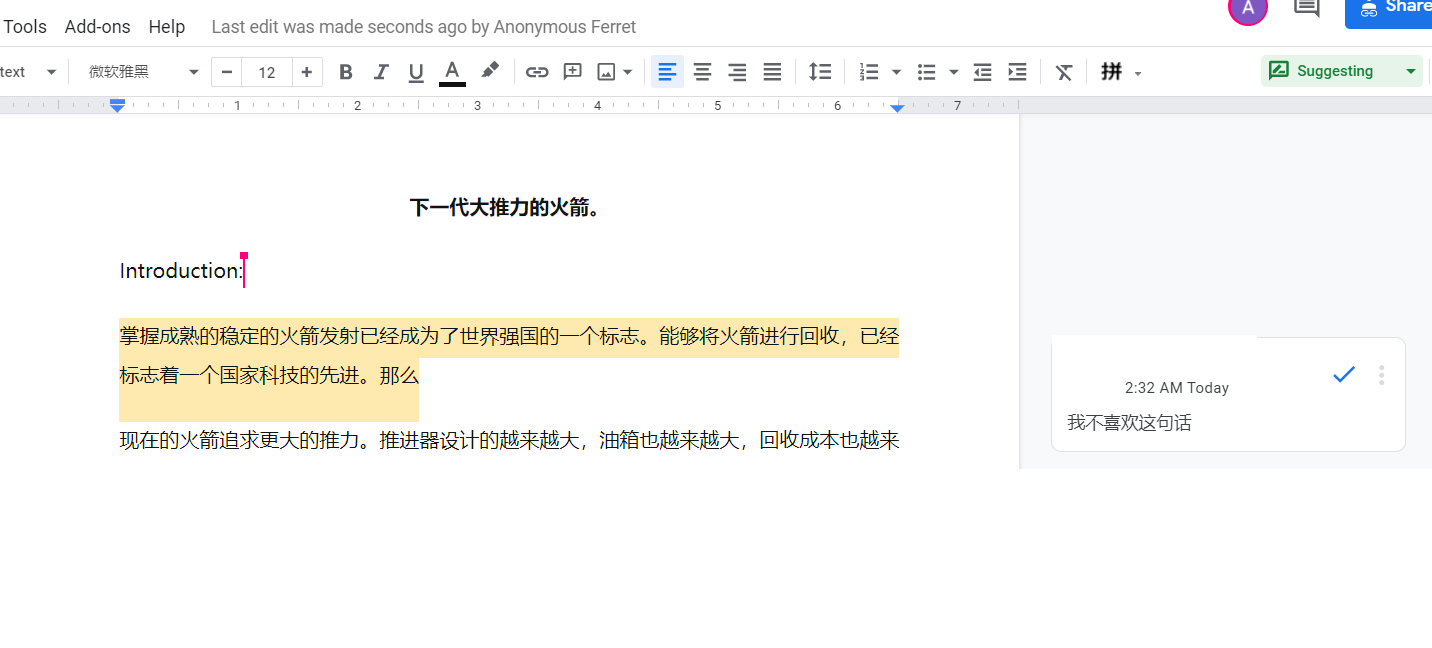 Tools Add-ons Help Last edit was made seconds ago by Anonymous Ferret
A Share
text 微软雅黑 − 12 + B I U A 拼 Suggesting
1 2 3 4 5 6 7
下一代大推力的火箭。
Introduction:
掌握成熟的稳定的火箭发射已经成为了世界强国的一个标志。能够将火箭进行回收，已经
标志着一个国家科技的先进。那么
2:32 AM Today
我不喜欢这句话
现在的火箭追求更大的推力。推进器设计的越来越大，油箱也越来越大，回收成本也越来